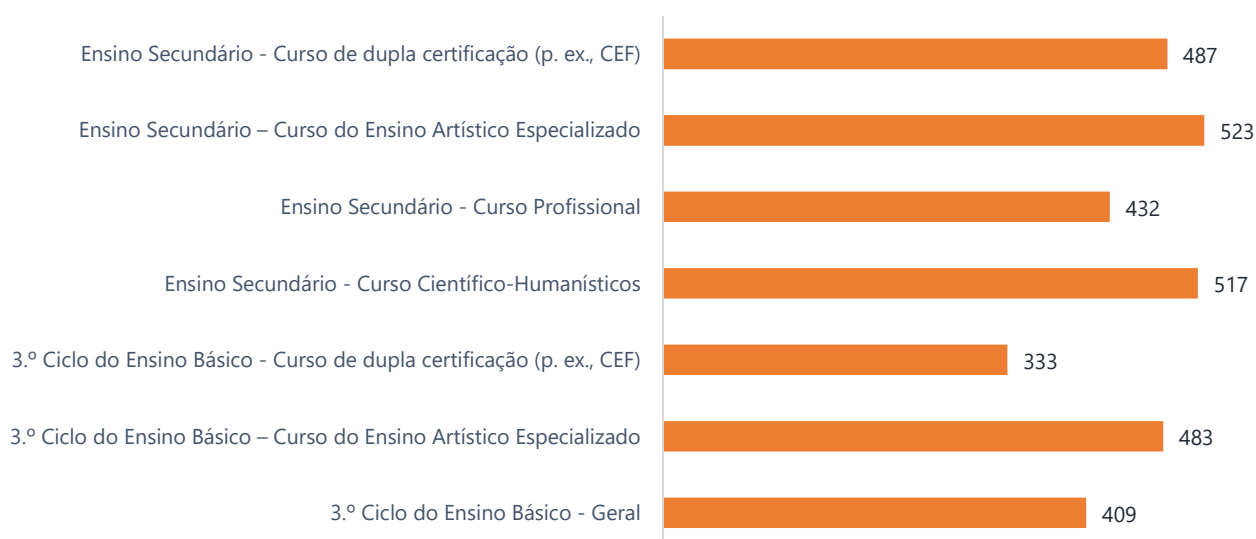 Ensino Secundário - Curso de dupla certificação (p. ex., CEF) 487
Ensino Secundário – Curso do Ensino Artístico Especializado 523
Ensino Secundário - Curso Profissional 432
Ensino Secundário - Curso Científico-Humanísticos 517
3.º Ciclo do Ensino Básico - Curso de dupla certificação (p. ex., CEF) 333
3.º Ciclo do Ensino Básico – Curso do Ensino Artístico Especializado 483
3.º Ciclo do Ensino Básico - Geral 409